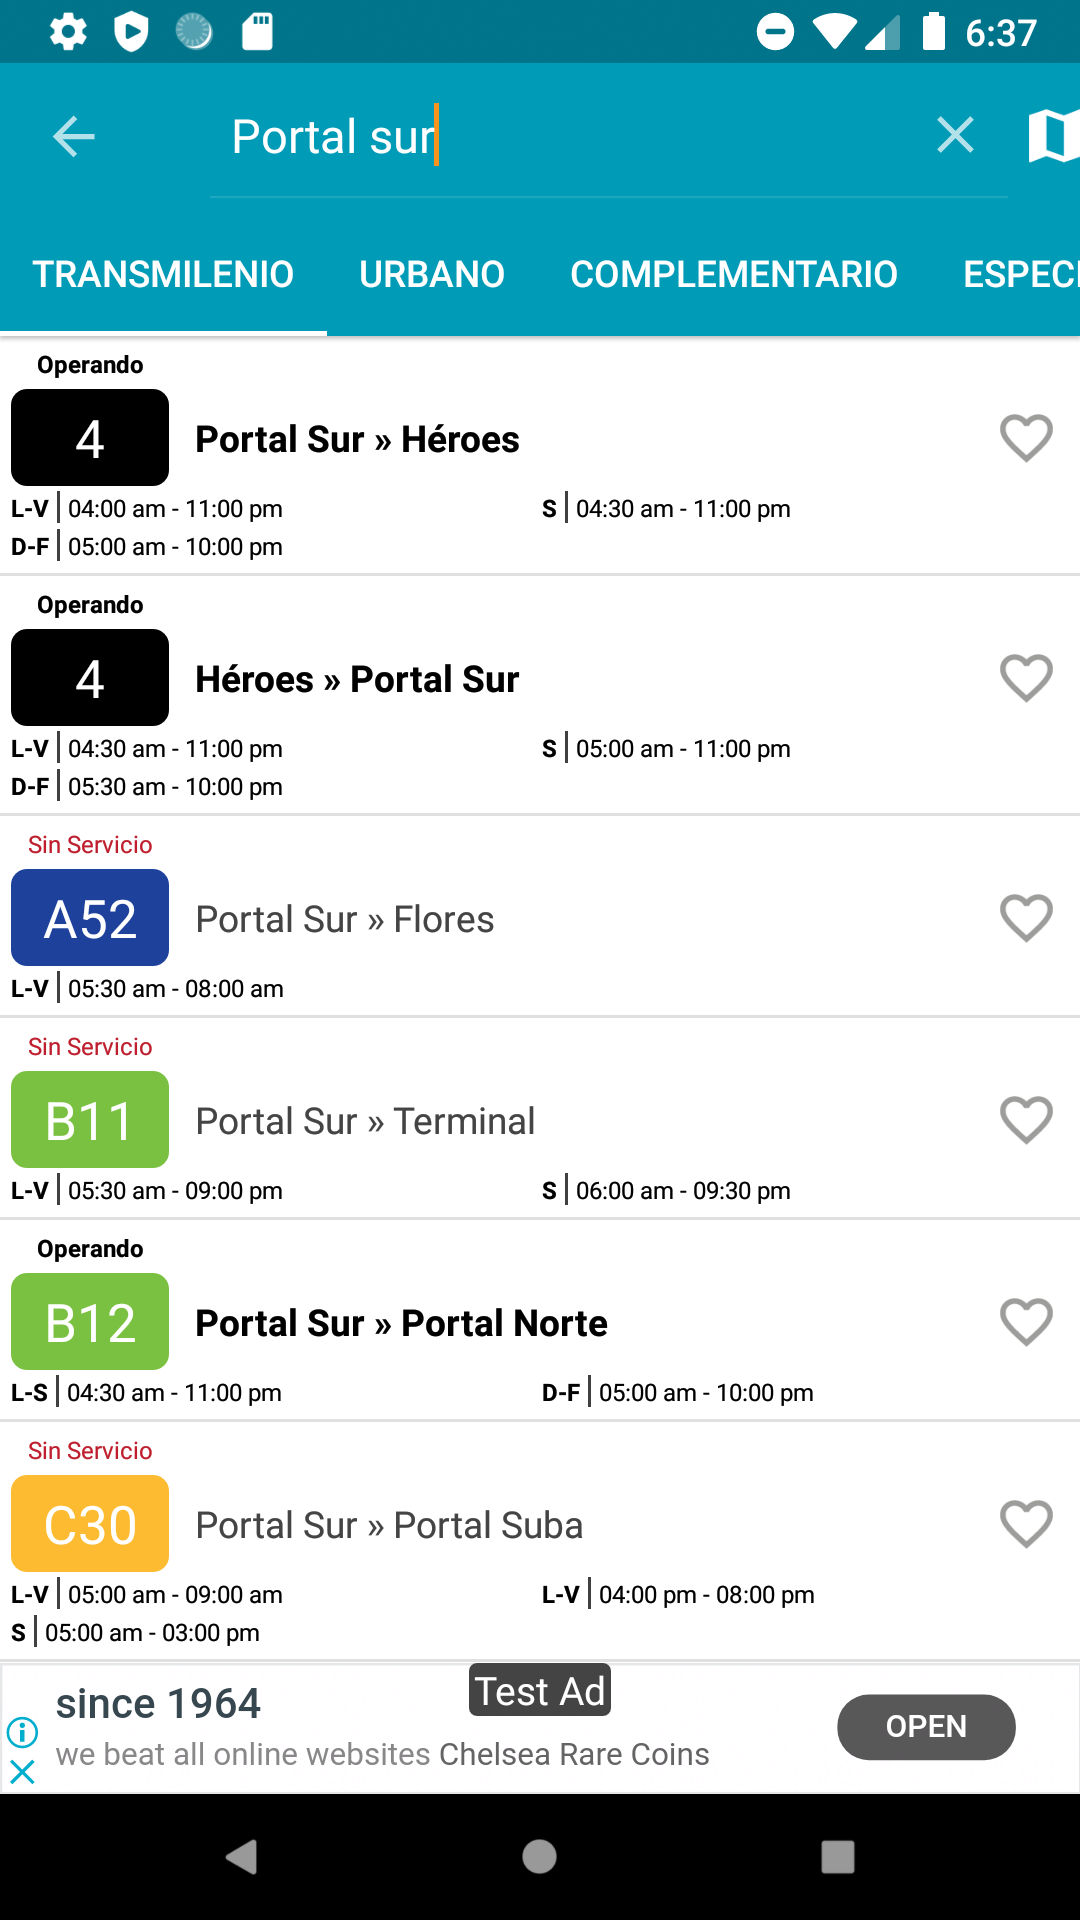 6:37
Portal sur
TRANSMILENIO URBANO COMPLEMENTARIO ESPECI
Operando
4 Portal Sur » Héroes
L-V 04:00 am - 11:00 pm S 04:30 am - 11:00 pm
D-F 05:00 am - 10:00 pm
Operando
4 Héroes » Portal Sur
L-V 04:30 am - 11:00 pm S 05:00 am - 11:00 pm
D-F 05:30 am - 10:00 pm
Sin Servicio
A52 Portal Sur » Flores
L-V 05:30 am - 08:00 am
Sin Servicio
B11 Portal Sur » Terminal
L-V 05:30 am - 09:00 pm S 06:00 am - 09:30 pm
Operando
B12 Portal Sur » Portal Norte
L-S 04:30 am - 11:00 pm D-F 05:00 am - 10:00 pm
Sin Servicio
C30 Portal Sur » Portal Suba
L-V 05:00 am - 09:00 am L-V 04:00 pm - 08:00 pm
S 05:00 am - 03:00 pm
Test Ad
since 1964
we beat all online websites Chelsea Rare Coins
OPEN